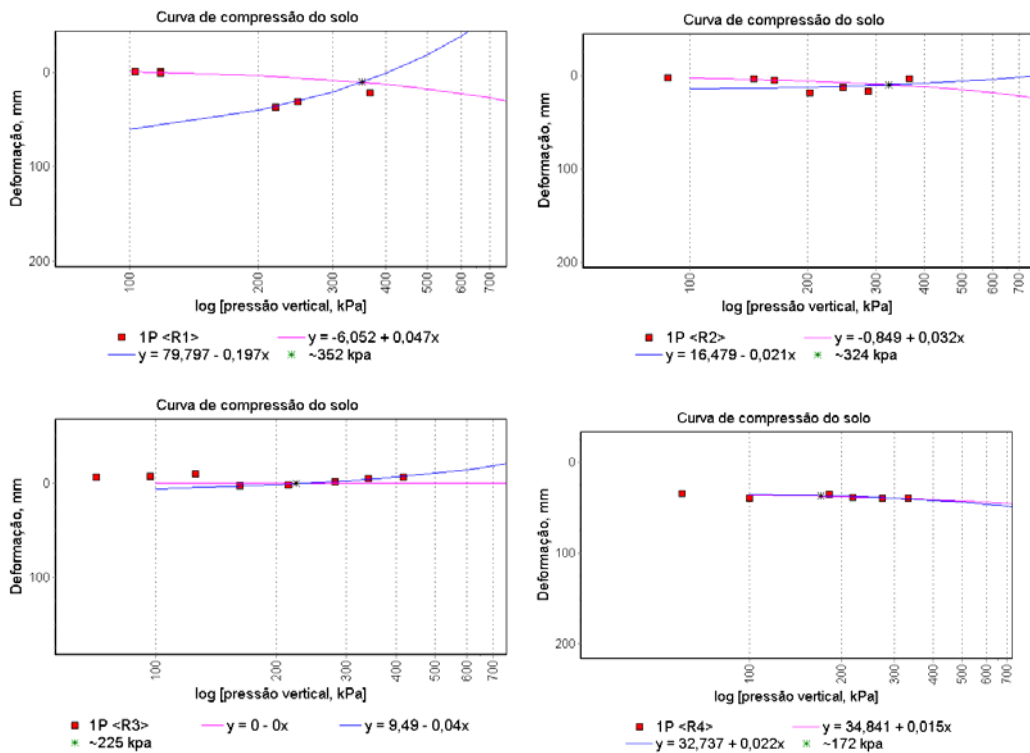 Curva de compressão do solo
Deformação, mm
0
100
200
100
200
300
400
500
600
700
log [pressão vertical, kPa]
1P <R1>
y = -6,052 + 0,047x
y = 79,797 - 0,197x
~352 kpa
Curva de compressão do solo
Deformação, mm
0
100
200
100
200
300
400
500
600
700
log [pressão vertical, kPa]
1P <R2>
y = -0,849 + 0,032x
y = 16,479 - 0,021x
~324 kpa
Curva de compressão do solo
Deformação, mm
0
100
100
200
300
400
500
600
700
log [pressão vertical, kPa]
1P <R3>
y = 0 - 0x
y = 9,49 - 0,04x
~225 kpa
Curva de compressão do solo
Deformação, mm
0
100
200
100
200
300
400
500
600
700
log [pressão vertical, kPa]
1P <R4>
y = 34,841 + 0,015x
y = 32,737 + 0,022x
~172 kpa